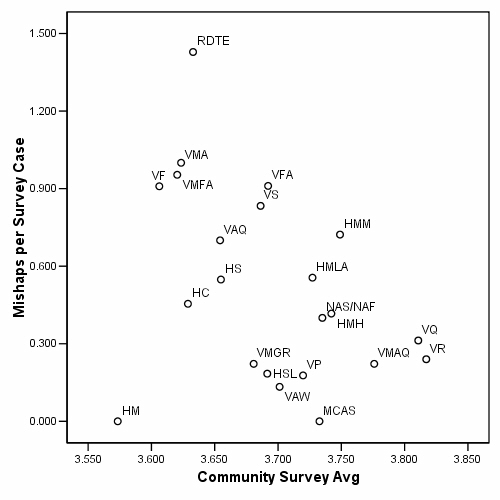 1.500
1.200
0.900
0.600
0.300
0.000
Mishaps per Survey Case
RDTE
VMA
VMFA
VF
VFA
VS
HMM
VAQ
HS
HMLA
HC
NAS/NAF
HMH
VQ
VR
VMGR
HSL
VP
VMAQ
VAW
HM
MCAS
3.550 3.600 3.650 3.700 3.750 3.800 3.850
Community Survey Avg